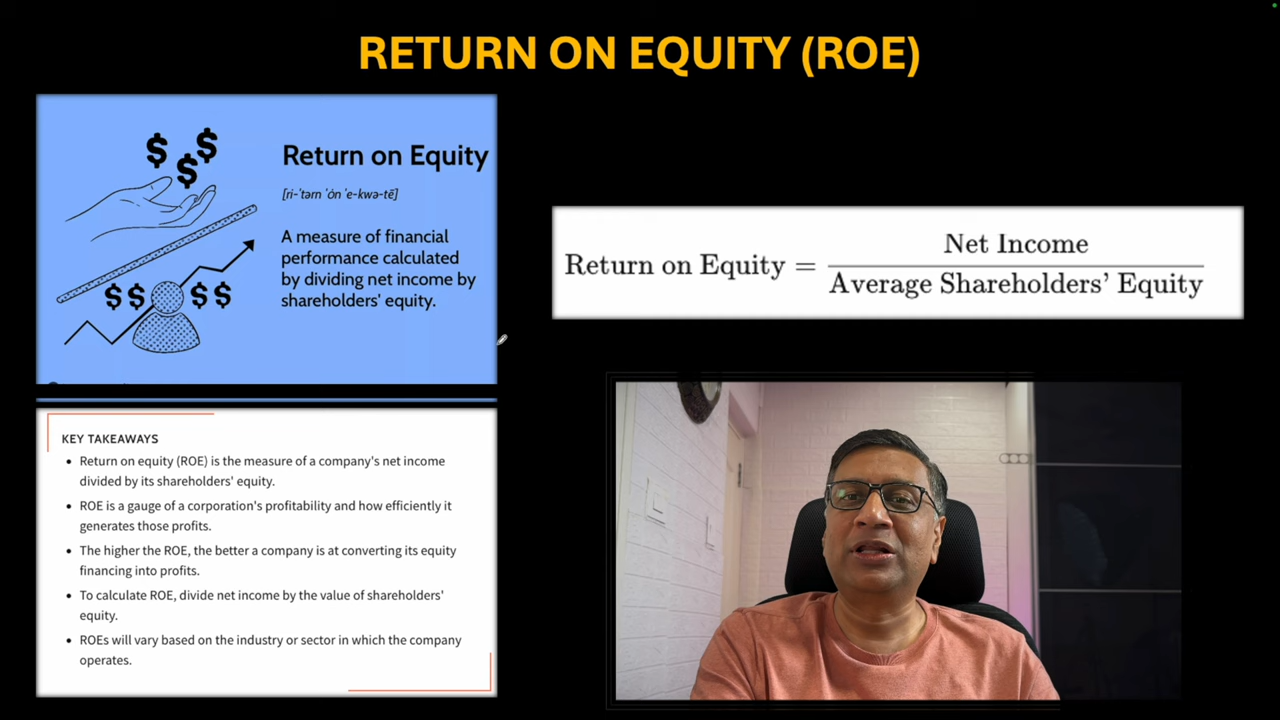 RETURN ON EQUITY (ROE)
$ $ $
Return on Equity
[ri-ˈtərn ˈȯn ˈe-kwə-tē]
A measure of financial
performance calculated
by dividing net income by
shareholders' equity.
$$ $$
Return on Equity = Net Income
Average Shareholders’ Equity
KEY TAKEAWAYS
• Return on equity (ROE) is the measure of a company's net income
divided by its shareholders' equity.
• ROE is a gauge of a corporation's profitability and how efficiently it
generates those profits.
• The higher the ROE, the better a company is at converting its equity
financing into profits.
• To calculate ROE, divide net income by the value of shareholders'
equity.
• ROEs will vary based on the industry or sector in which the company
operates.